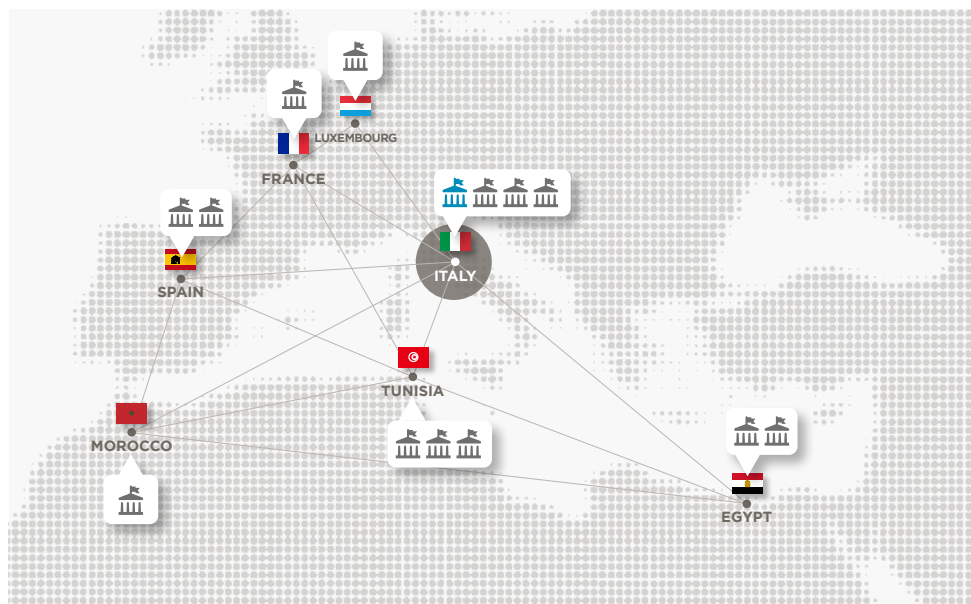 LUXEMBOURG
FRANCE
ITALY
SPAIN
TUNISIA
MOROCCO
EGYPT